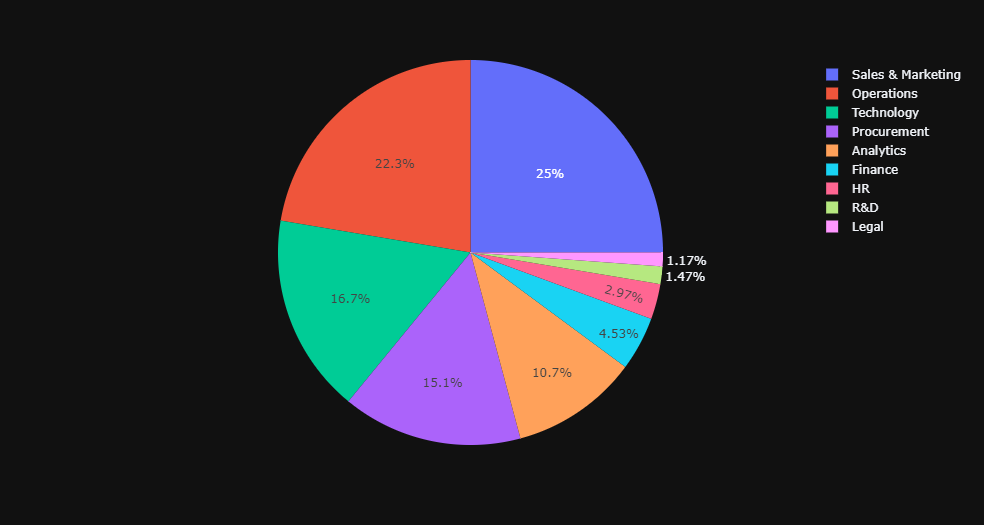 Sales & Marketing
Operations
Technology
Procurement
Analytics
Finance
HR
R&D
Legal
22.3%
25%
16.7%
15.1%
10.7%
4.53%
2.97%
1.47%
1.17%